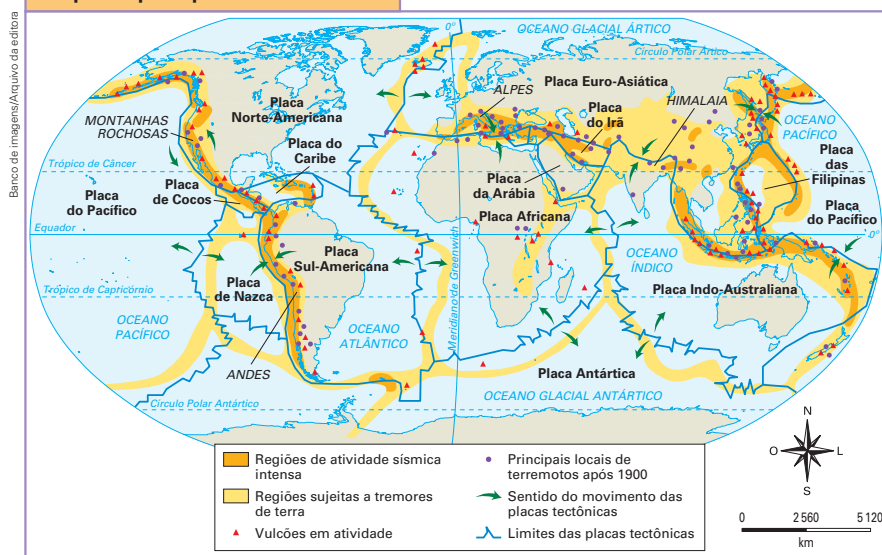 Banco de imagens/Arquivo da editora
0°
OCEANO GLACIAL ÁRTICO
Círculo Polar Ártico
ALPES
Placa Euro-Asiática
HIMALAIA
Placa
Norte-Americana
MONTANHAS
ROCHOSAS
Placa
do Irã
OCEANO
PACÍFICO
Placa do
Caribe
Trópico de Câncer
Placa
das
Filipinas
Placa
da Arábia
Placa
de Cocos
Placa
do Pacífico
Placa Africana
Placa
do Pacífico
Equador
0°
Placa
Sul-Americana
OCEANO
ÍNDICO
Placa
de Nazca
Placa Indo-Australiana
Trópico de Capricórnio
Meridiano de Greenwich
OCEANO
PACÍFICO
OCEANO
ATLÂNTICO
ANDES
Placa Antártica
OCEANO GLACIAL ANTÁRTICO
Círculo Polar Antártico
Regiões de atividade sísmica
intensa
Regiões sujeitas a tremores
de terra
Vulcões em atividade
Principais locais de
terremotos após 1900
Sentido do movimento das
placas tectônicas
Limites das placas tectônicas
N
O
L
S
0 2 560 5 120
km